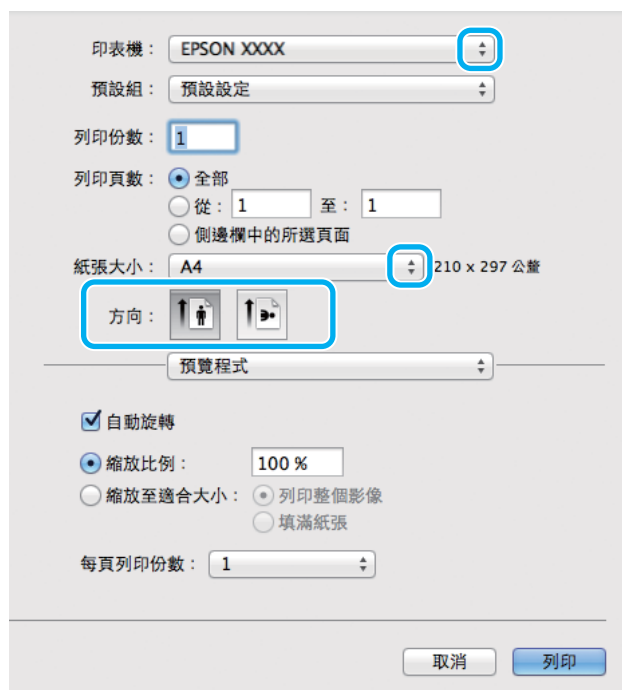 印表機： EPSON XXXX
預設組： 預設設定
列印份數： 1
列印頁數： 全部
從： 1 至： 1
側邊欄中的所選頁面
紙張大小： A4 210 x 297 公釐
方向：
預覽程式
自動旋轉
縮放比例： 100 %
縮放至適合大小： 列印整個影像
填滿紙張
每頁列印份數： 1
取消 列印